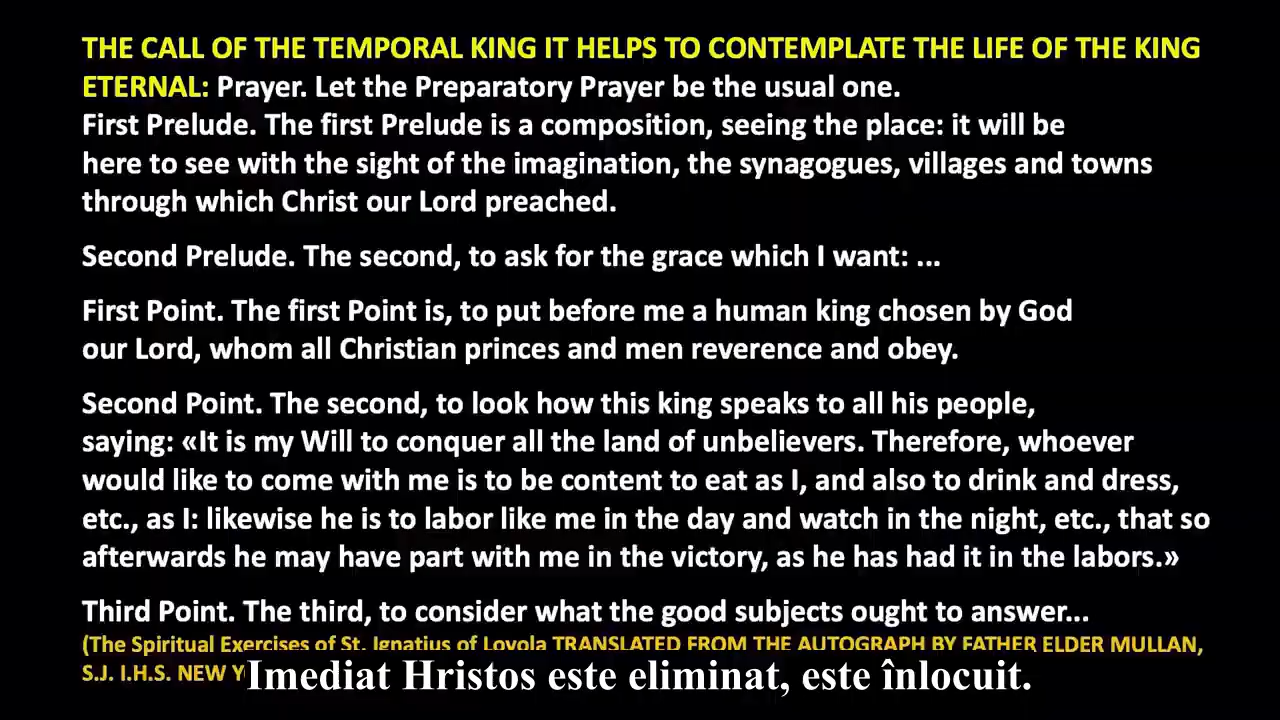 THE CALL OF THE TEMPORAL KING IT HELPS TO CONTEMPLATE THE LIFE OF THE KING
ETERNAL: Prayer. Let the Preparatory Prayer be the usual one.
First Prelude. The first Prelude is a composition, seeing the place: it will be
here to see with the sight of the imagination, the synagogues, villages and towns
through which Christ our Lord preached.
Second Prelude. The second, to ask for the grace which I want: ...
First Point. The first Point is, to put before me a human king chosen by God
our Lord, whom all Christian princes and men reverence and obey.
Second Point. The second, to look how this king speaks to all his people,
saying: «It is my Will to conquer all the land of unbelievers. Therefore, whoever
would like to come with me is to be content to eat as I, and also to drink and dress,
etc., as I: likewise he is to labor like me in the day and watch in the night, etc., that so
afterwards he may have part with me in the victory, as he has had it in the labors.»
Third Point. The third, to consider what the good subjects ought to answer...
(The Spiritual Exercises of St. Ignatius of Loyola TRANSLATED FROM THE AUTOGRAPH BY FATHER ELDER MULLAN,
S.J. I.H.S. NEW
Imediat Hristos este eliminat, este înlocuit.